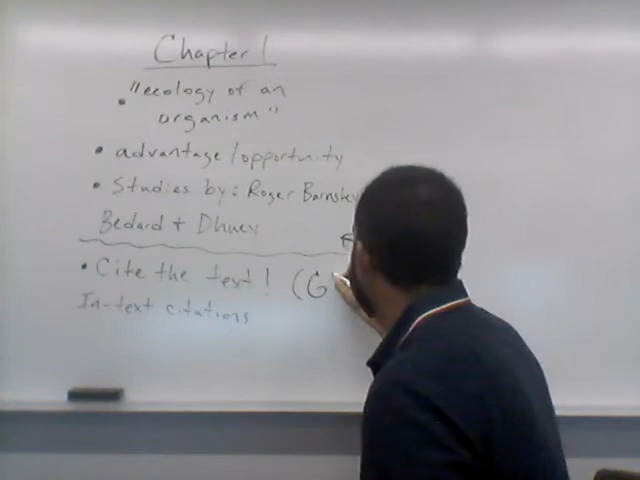 Chapter 1
• "ecology of an
organism"
• advantage/opportunity
• Studies by: Roger Barnsley
Bedard + Dhuey
• Cite the text! (G
In-text citations